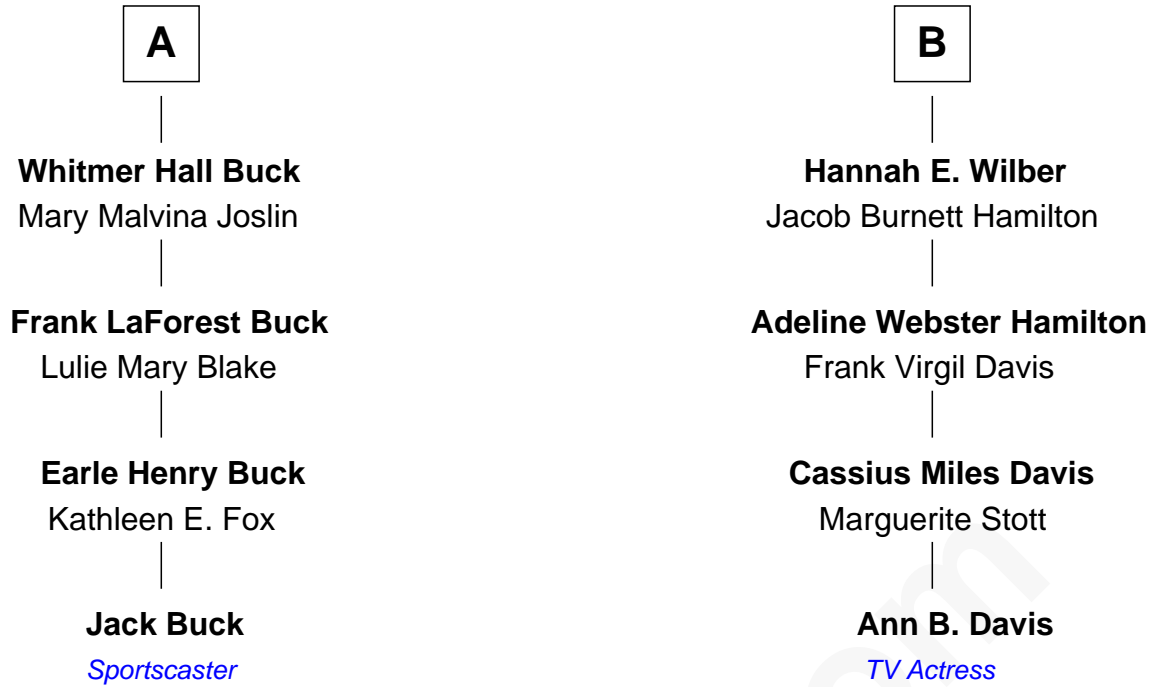 A
Whitmer Hall Buck
Mary Malvina Joslin
Frank LaForest Buck
Lulie Mary Blake
Earle Henry Buck
Kathleen E. Fox
Jack Buck
Sportscaster
B
Hannah E. Wilber
Jacob Burnett Hamilton
Adeline Webster Hamilton
Frank Virgil Davis
Cassius Miles Davis
Marguerite Stott
Ann B. Davis
TV Actress